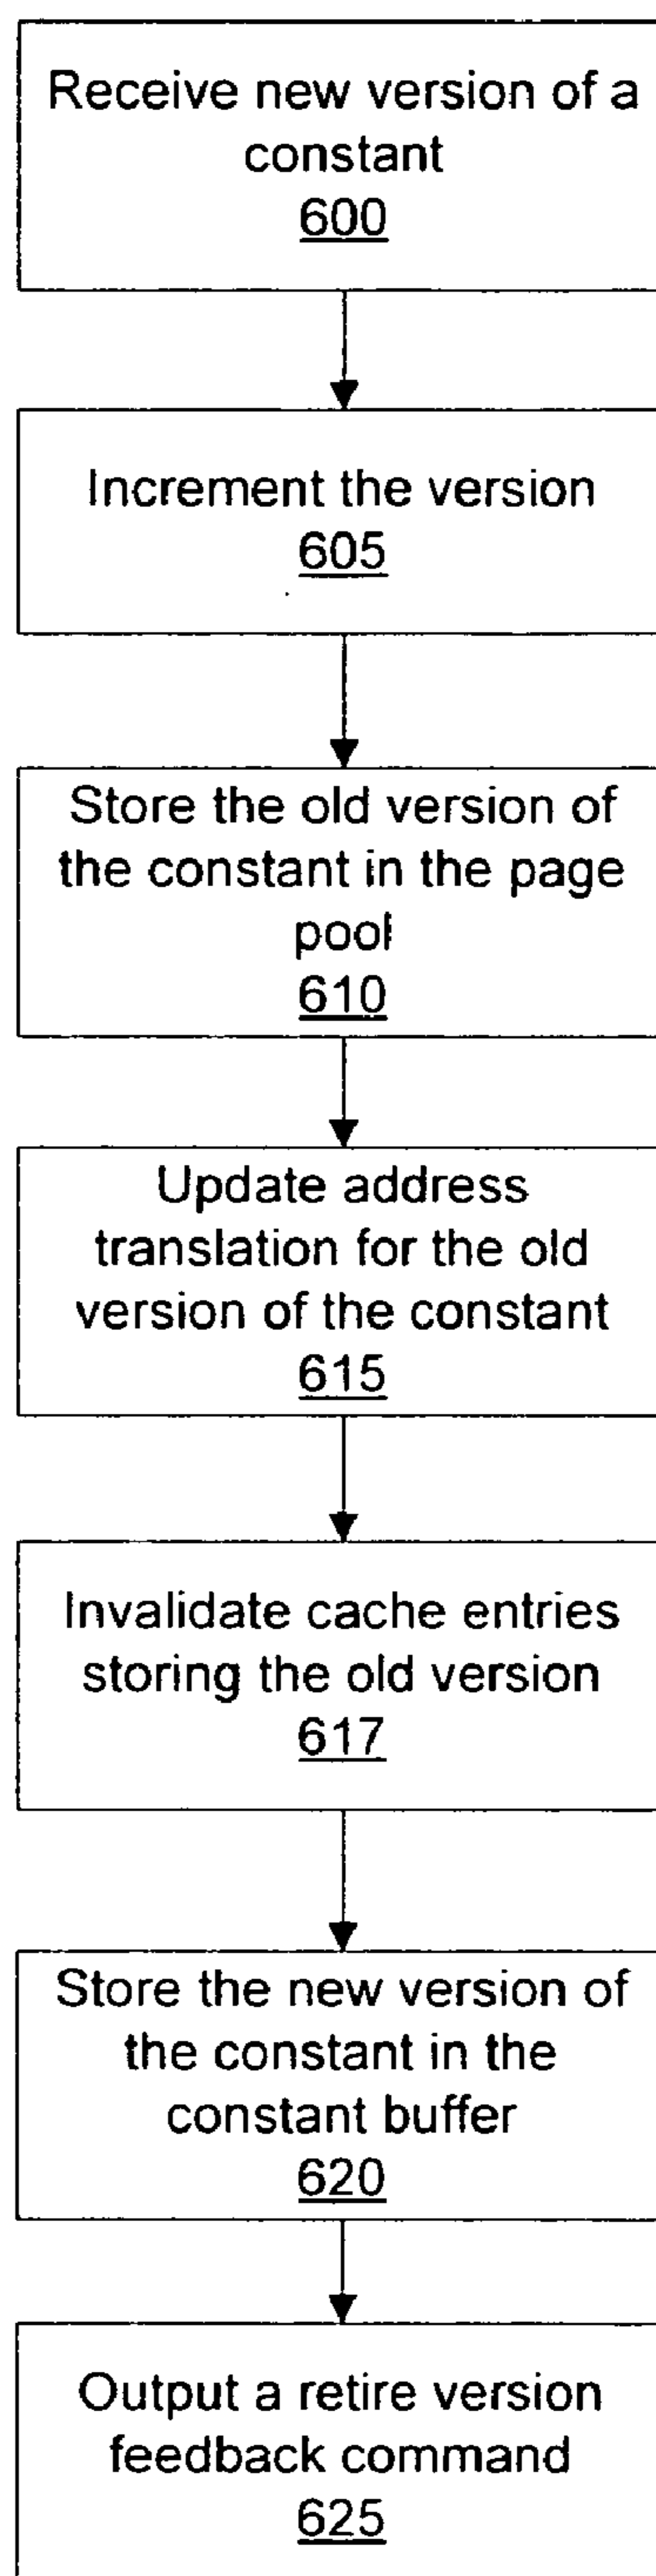 Receive new version of a
constant
600
Increment the version
605
Store the old version of
the constant in the page
pool
610
Update address
translation for the old
version of the constant
615
Invalidate cache entries
storing the old version
617
Store the new version of
the constant in the
constant buffer
620
Output a retire version
feedback command
625